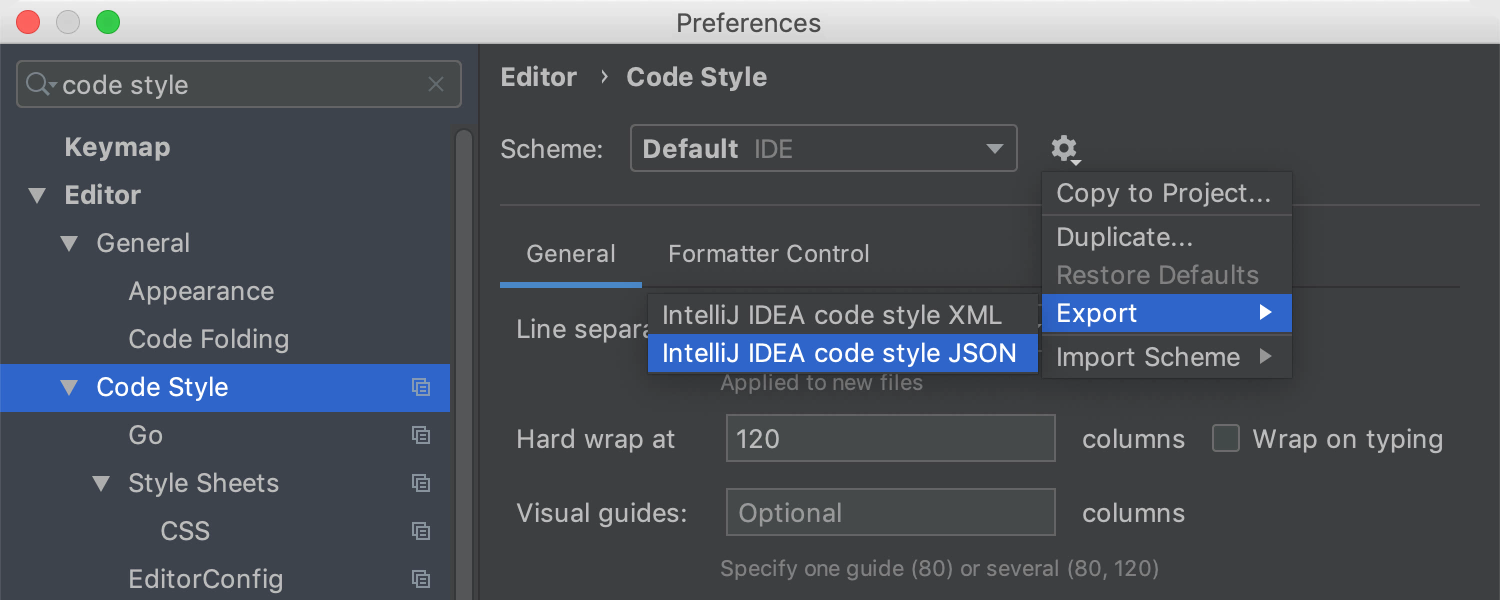 Preferences
code style
Keymap
Editor
General
Appearance
Code Folding
Code Style
Go
Style Sheets
CSS
EditorConfig
Editor › Code Style
Scheme: Default IDE
Copy to Project...
Duplicate...
Restore Defaults
Export
Import Scheme
IntelliJ IDEA code style XML
IntelliJ IDEA code style JSON
General Formatter Control
Line
Applied to new files
Hard wrap at 120 columns Wrap on typing
Visual guides: Optional columns
Specify one guide (80) or several (80, 120)